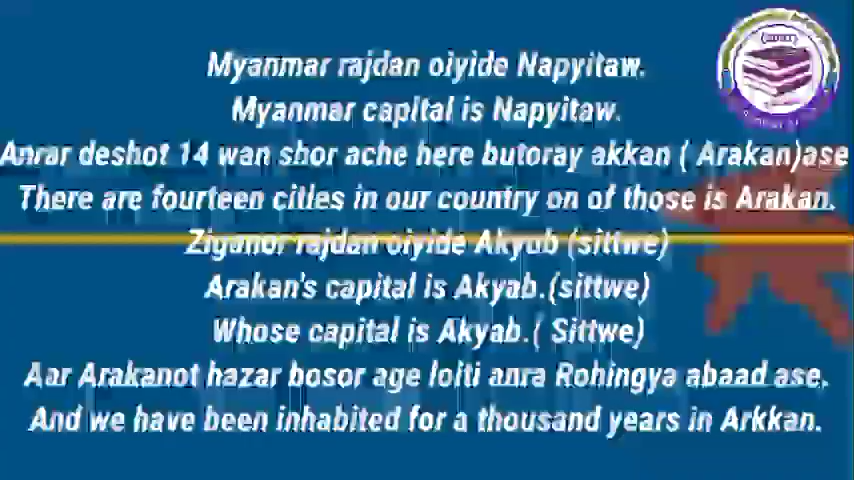 Myanmar rajdan oiyide Napyitaw.
Myanmar capital is Napyitaw.
Anrar deshot 14 wan shor ache here butoray akkan ( Arakan)ase
There are fourteen cities in our country on of those is Arakan.
Ziganor rajdan oiyide Akyub (sittwe)
Arakan's capital is Akyab.(sittwe)
Whose capital is Akyab.( Sittwe)
Aar Arakanot hazar bosor age loiti anra Rohingya abaad ase.
And we have been inhabited for a thousand years in Arkkan.